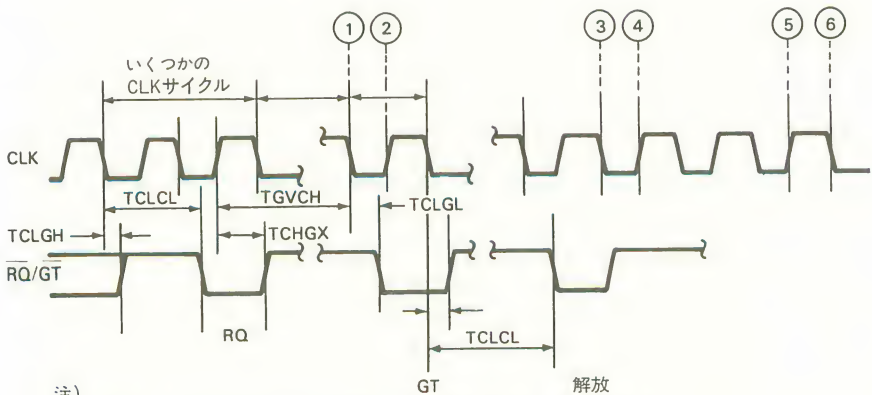 ① ② ③ ④ ⑤ ⑥
いくつかの
CLKサイクル
CLK
TCLCL
TGVCH
TCLGL
TCLGH
TCHGX
RQ/GT
RQ
TCLCL
GT
解放
注)